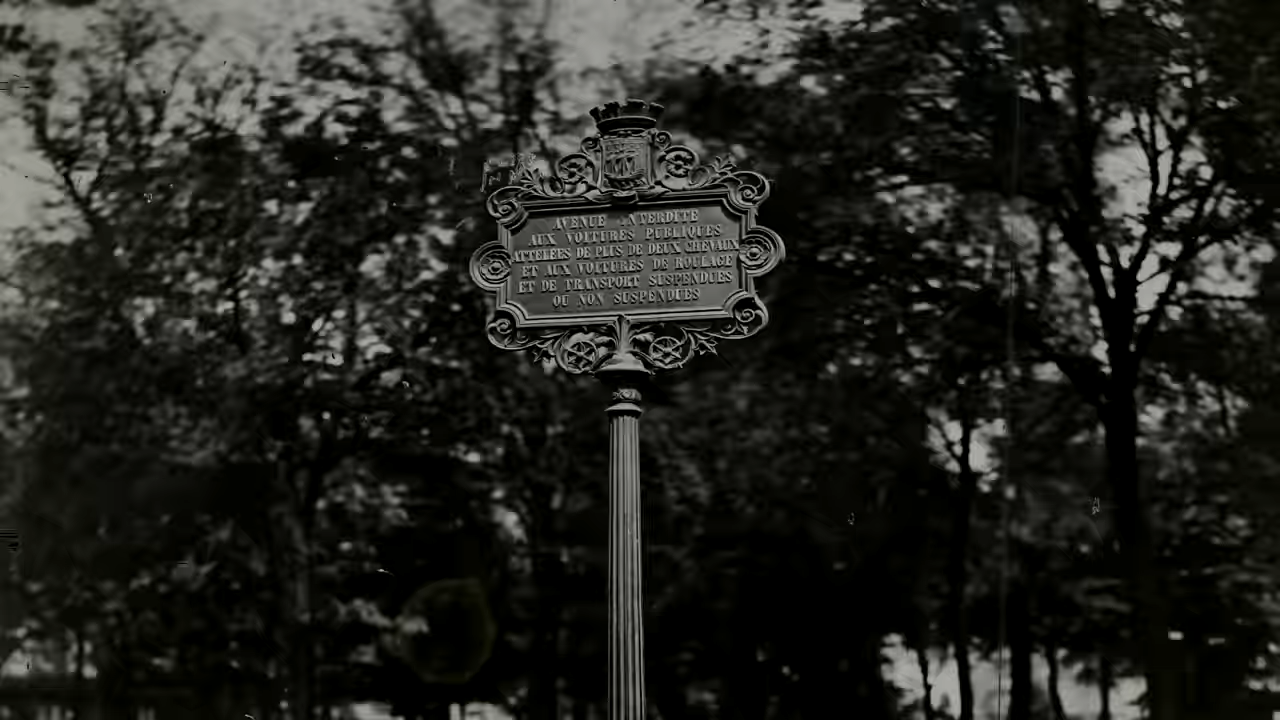 AVENUE INTERDITE
AUX VOITURES PUBLIQUES
ATTELÉES DE PLUS DE DEUX CHEVAUX
ET AUX VOITURES DE ROULAGE
ET DE TRANSPORT SUSPENDUES
OU NON SUSPENDUES